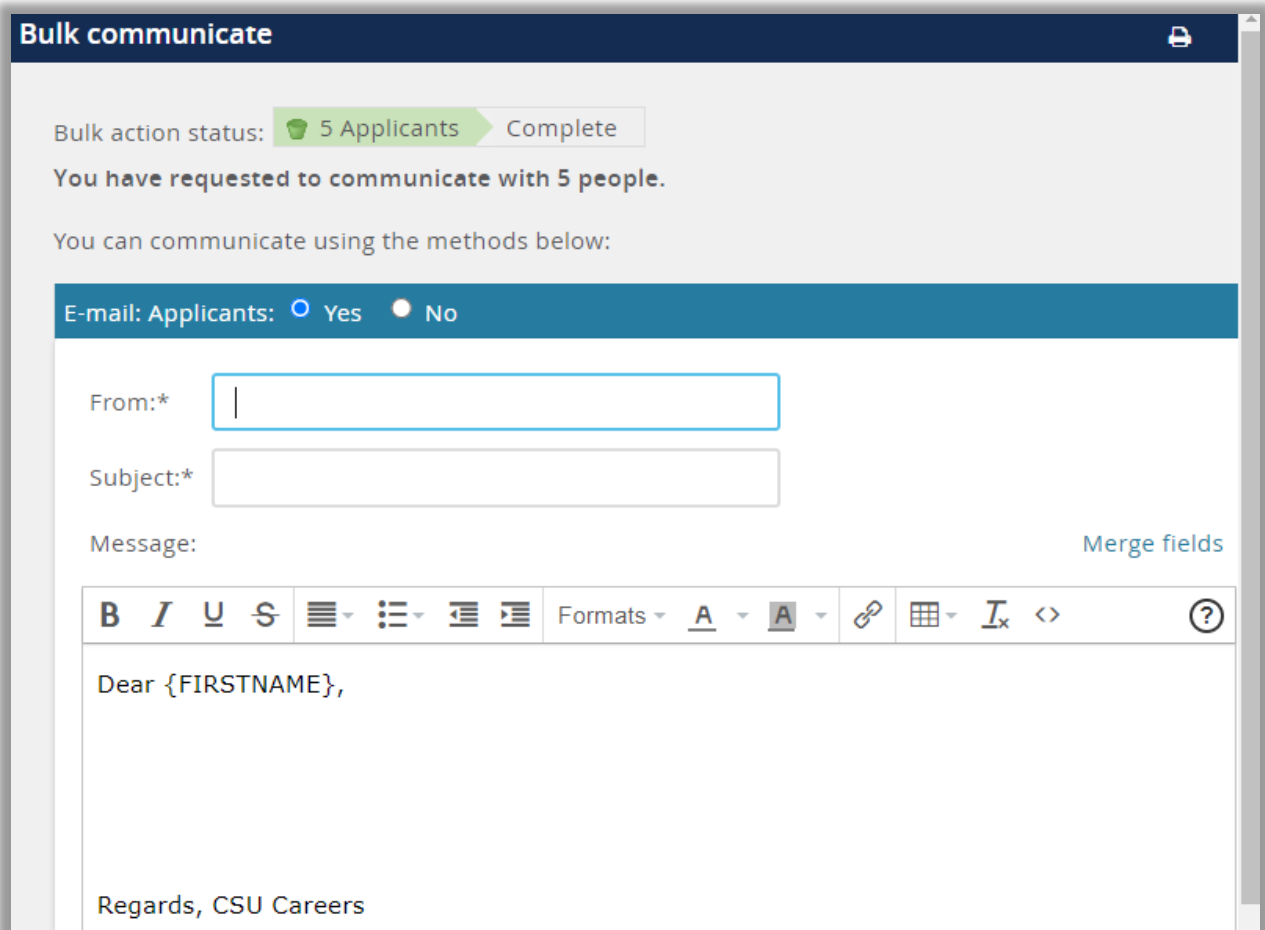 Bulk communicate
Bulk action status: 5 Applicants Complete
You have requested to communicate with 5 people.
You can communicate using the methods below:
E-mail: Applicants: Yes No
From:*
Subject:*
Message: Merge fields
B I U S Formats A A T x <> ?
Dear {FIRSTNAME},
Regards, CSU Careers